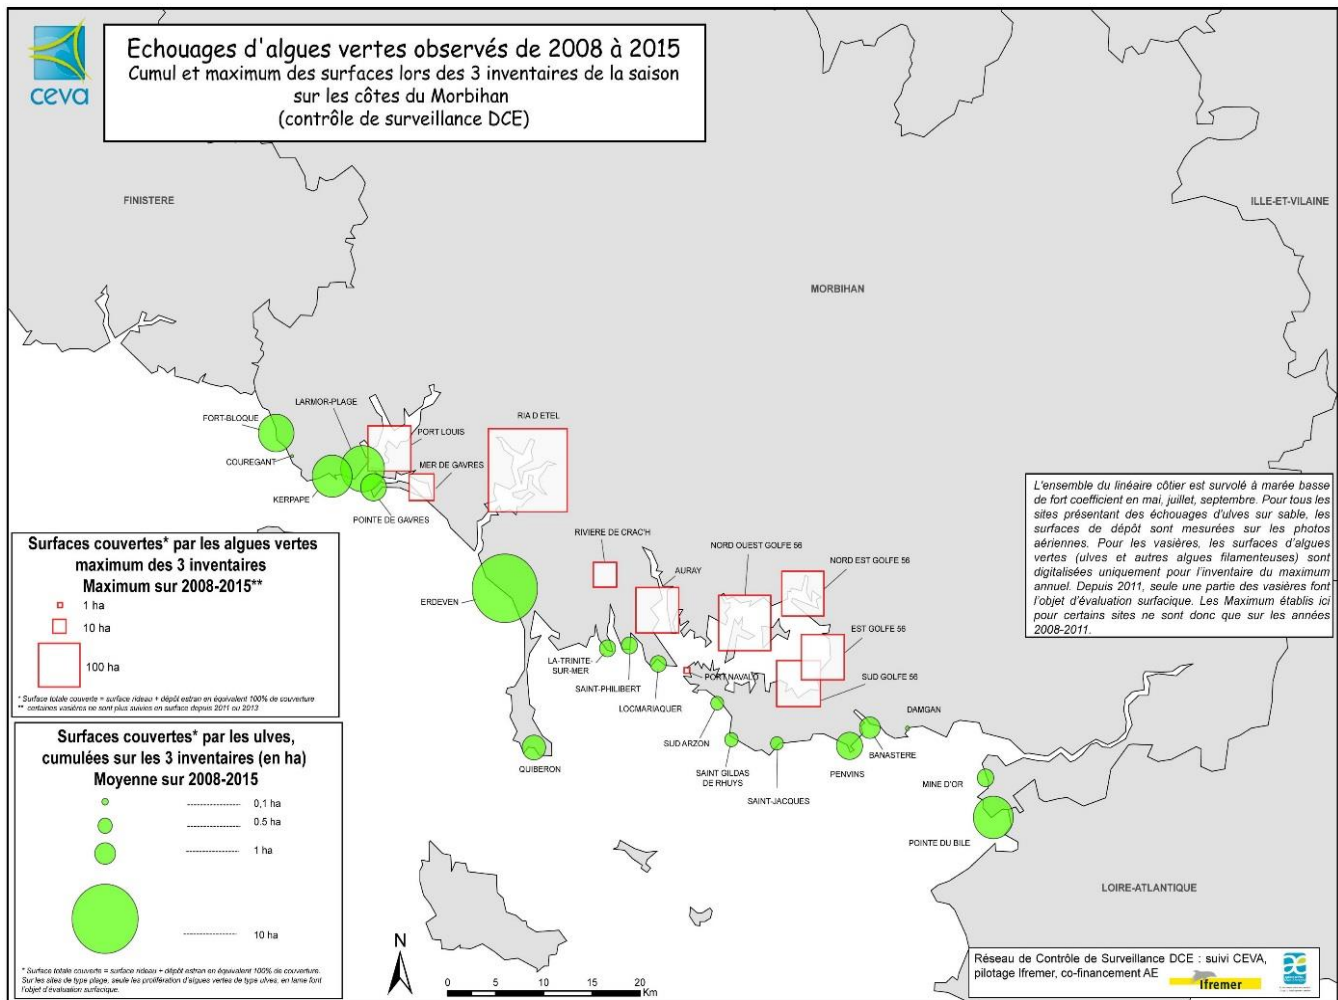 ceva
Echouages d'algues vertes observés de 2008 à 2015
Cumul et maximum des surfaces lors des 3 inventaires de la saison
sur les côtes du Morbihan
(contrôle de surveillance DCE)
FINISTERE
ILLE-ET-VILAINE
MORBIHAN
LARMOR-PLAGE
FORT-BLOQUE
PORT LOUIS
RIA D ETEL
COUREGANT
MER DE GAVRES
KERPAPE
POINTE DE GAVRES
RIVIERE DE CRAC'H
NORD OUEST GOLFE 56
NORD EST GOLFE 56
AURAY
ERDEVEN
EST GOLFE 56
LA-TRINITE-
SUR-MER
SAINT-PHILIBERT
PORT NAVALO
SUD GOLFE 56
LOCMARIAQUER
DAMGAN
SUD ARZON
BANASTERE
QUIBERON
SAINT GILDAS
DE RHUYS
PENVINS
MINE D'OR
SAINT-JACQUES
POINTE DU BILE
LOIRE-ATLANTIQUE
L'ensemble du linéaire côtier est survolé à marée basse
de fort coefficient en mai, juillet, septembre. Pour tous les
sites présentant des échouages d'ulves sur sable, les
surfaces de dépôt sont mesurées sur les photos
aériennes. Pour les vasières, les surfaces d'algues
vertes (ulves et autres algues filamenteuses) sont
digitalisées uniquement pour l'inventaire du maximum
annuel. Depuis 2011, seule une partie des vasières font
l'objet d'évaluation surfacique. Les Maximum établis ici
pour certains sites ne sont donc que sur les années
2008-2011.
Surfaces couvertes* par les algues vertes
maximum des 3 inventaires
Maximum sur 2008-2015**
1 ha
10 ha
100 ha
* Surface totale couverte = surface rideau + dépôt estran en équivalent 100% de couverture
** certaines vasières ne sont plus suivies en surface depuis 2011 ou 2013
Surfaces couvertes* par les ulves,
cumulées sur les 3 inventaires (en ha)
Moyenne sur 2008-2015
0,1 ha
0.5 ha
1 ha
10 ha
* Surface totale couverte = surface rideau + dépôt estran en équivalent 100% de couverture.
Sur les sites de type plage, seule les prolifération d'algues vertes de type ulves, en lame font
l'objet d'évaluation surfacique.
N
0 5 10 15 20
Km
Réseau de Contrôle de Surveillance DCE : suivi CEVA,
pilotage Ifremer, co-financement AE
Ifremer